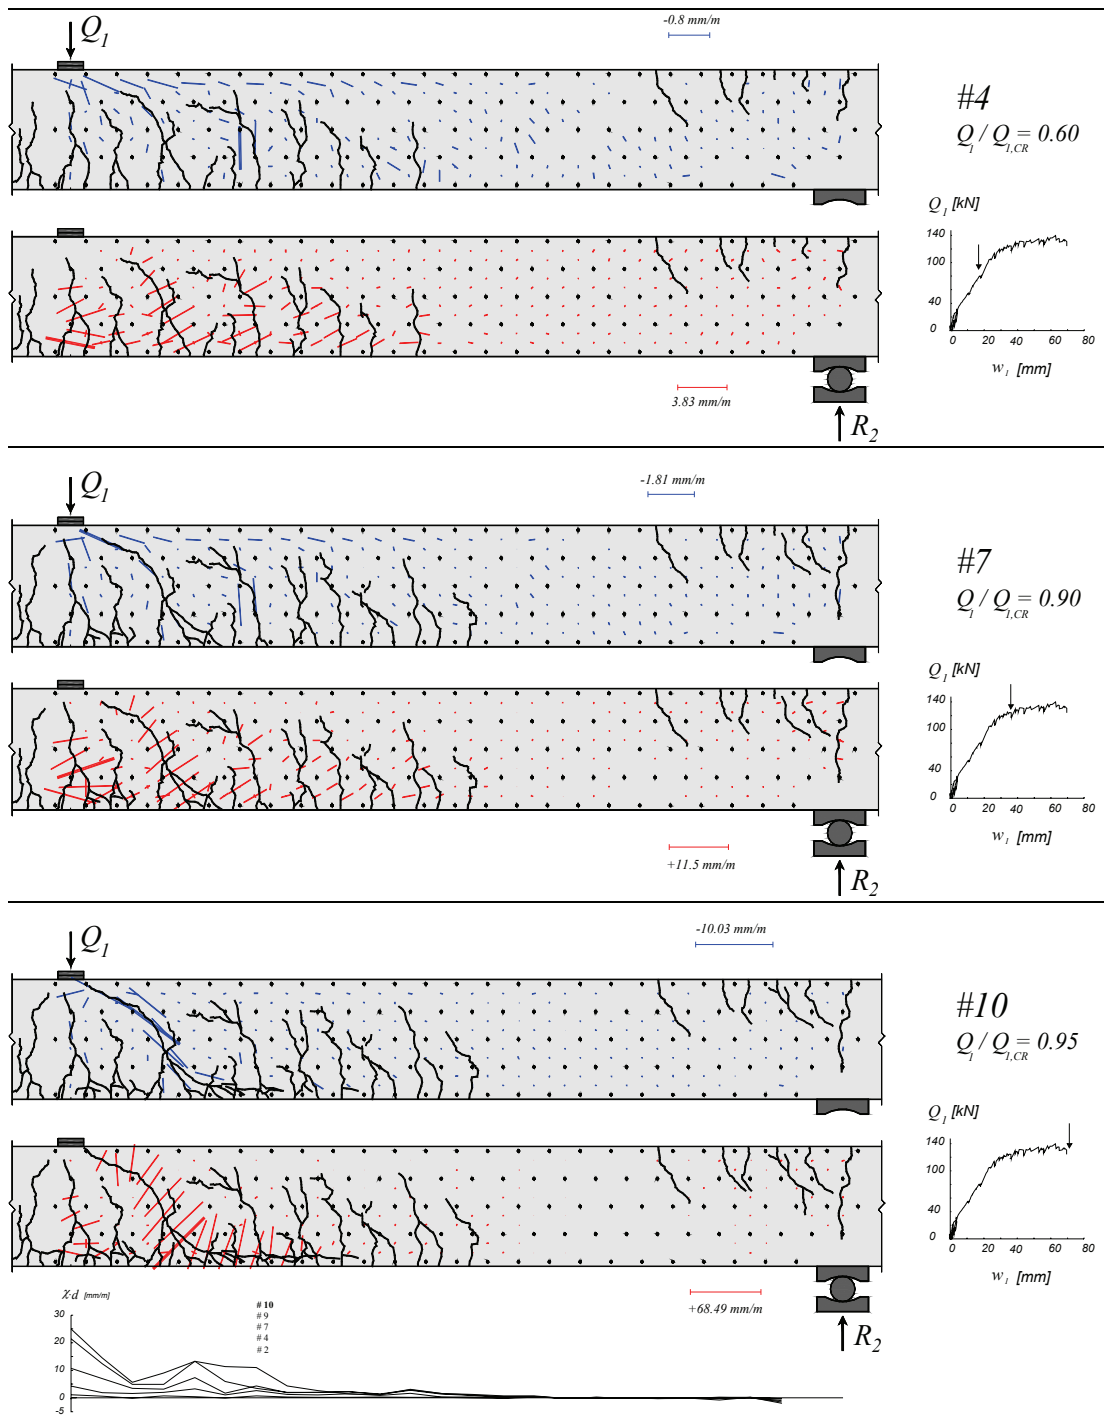 Q1
-0.8 mm/m
#4
Q1 / Q1,CR = 0.60
Q1 [kN]
140
100
40
0
0 20 40 60 80
w1 [mm]
3.83 mm/m
R2
Q1
-1.81 mm/m
#7
Q1 / Q1,CR = 0.90
Q1 [kN]
140
100
40
0
0 20 40 60 80
w1 [mm]
+11.5 mm/m
R2
Q1
-10.03 mm/m
#10
Q1 / Q1,CR = 0.95
Q1 [kN]
140
100
40
0
0 20 40 60 80
w1 [mm]
+68.49 mm/m
R2
χ·d [mm/m]
30
20
10
0
-5
# 10
# 9
# 7
# 4
# 2